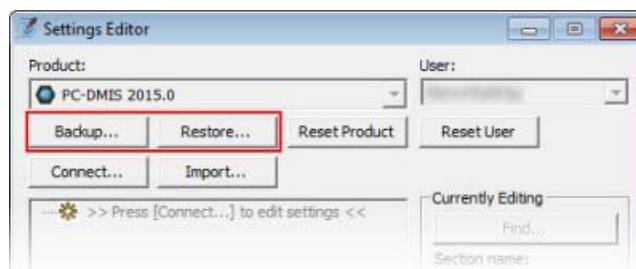 Settings Editor
Product: User:
PC-DMIS 2015.0
Backup... Restore... Reset Product Reset User
Connect... Import...
>> Press [Connect...] to edit settings << Currently Editing
Find...
Section name: